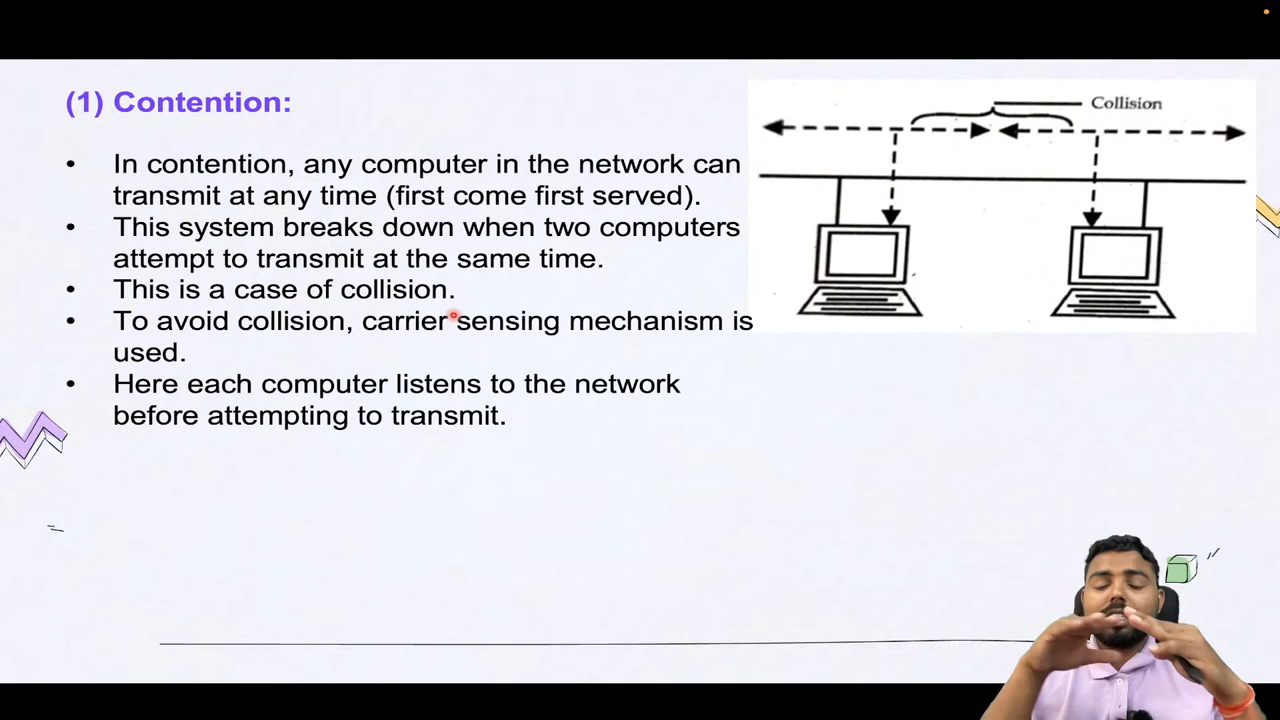 (1) Contention:
• In contention, any computer in the network can
transmit at any time (first come first served).
• This system breaks down when two computers
attempt to transmit at the same time.
• This is a case of collision.
• To avoid collision, carrier sensing mechanism is
used.
• Here each computer listens to the network
before attempting to transmit.
Collision